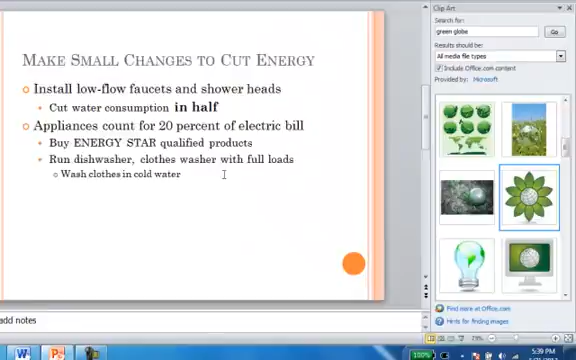 MAKE SMALL CHANGES TO CUT ENERGY
Install low-flow faucets and shower heads
Cut water consumption in half
Appliances count for 20 percent of electric bill
Buy ENERGY STAR qualified products
Run dishwasher, clothes washer with full loads
Wash clothes in cold water
add notes
Clip Art
Search for:
green globe
Go
Results should be:
All media file types
Include Office.com content
Provided by: Microsoft
Find more at Office.com
Hints for finding images
79%
100%
5:39 PM